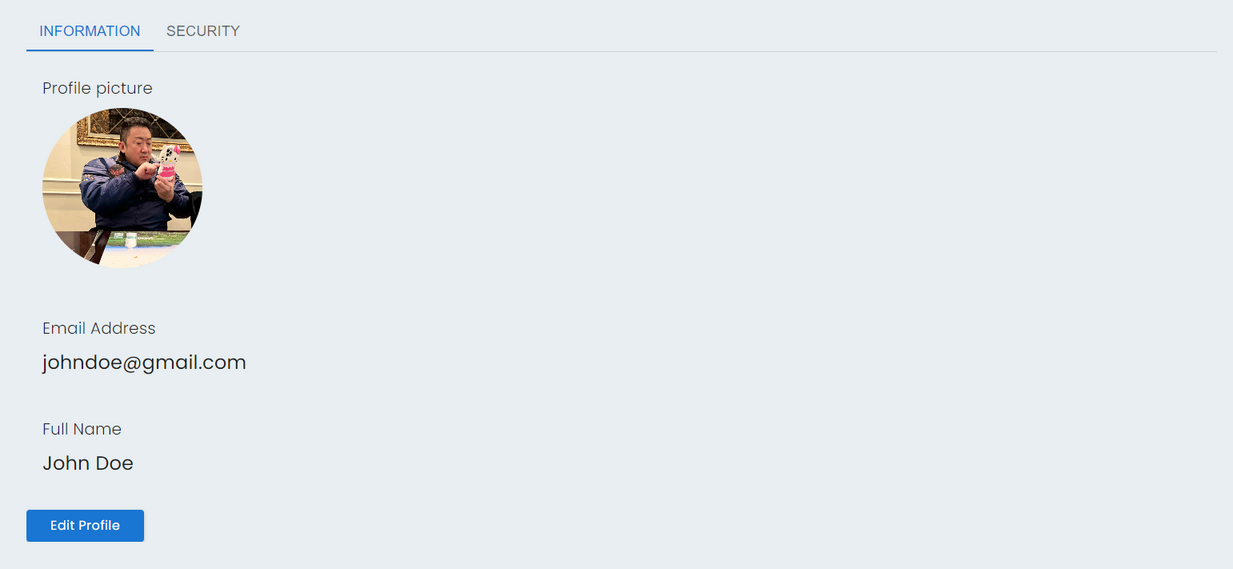 INFORMATION SECURITY
Profile picture
Email Address
johndoe@gmail.com
Full Name
John Doe
Edit Profile